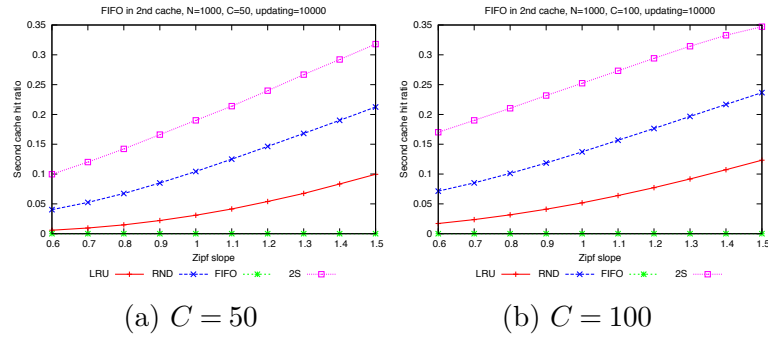 FIFO in 2nd cache, N=1000, C=50, updating=10000
Second cache hit ratio
0.35
0.3
0.25
0.2
0.15
0.1
0.05
0
0.6 0.7 0.8 0.9 1 1.1 1.2 1.3 1.4 1.5
Zipf slope
LRU RND FIFO 2S
(a) C = 50
FIFO in 2nd cache, N=1000, C=100, updating=10000
Second cache hit ratio
0.35
0.3
0.25
0.2
0.15
0.1
0.05
0
0.6 0.7 0.8 0.9 1 1.1 1.2 1.3 1.4 1.5
Zipf slope
LRU RND FIFO 2S
(b) C = 100